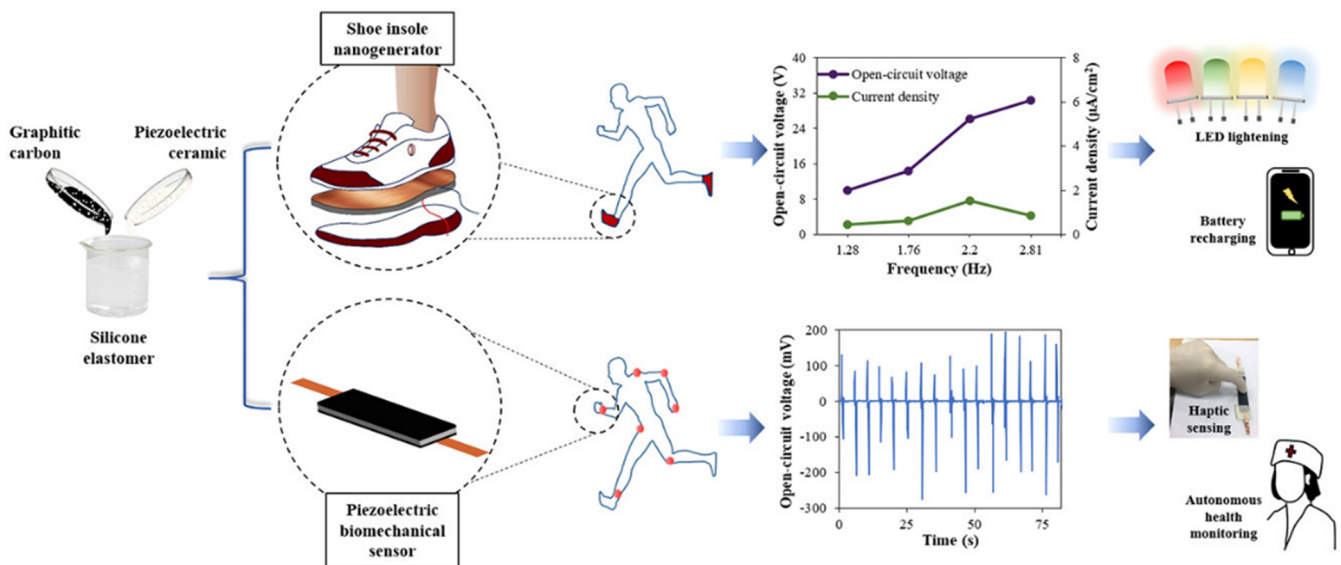 Shoe insole
nanogenerator
Graphitic
carbon
Piezoelectric
ceramic
Silicone
elastomer
Open-circuit voltage (V)
40
32
24
16
8
0
Open-circuit voltage
Current density
8
6
4
2
0
Current density (μA/cm²)
1.28 1.76 2.2 2.81
Frequency (Hz)
LED lightening
Battery
recharging
Piezoelectric
biomechanical
sensor
Open-circuit voltage (mV)
200
100
0
-100
-200
-300
0 25 50 75
Time (s)
Haptic
sensing
Autonomous
health
monitoring